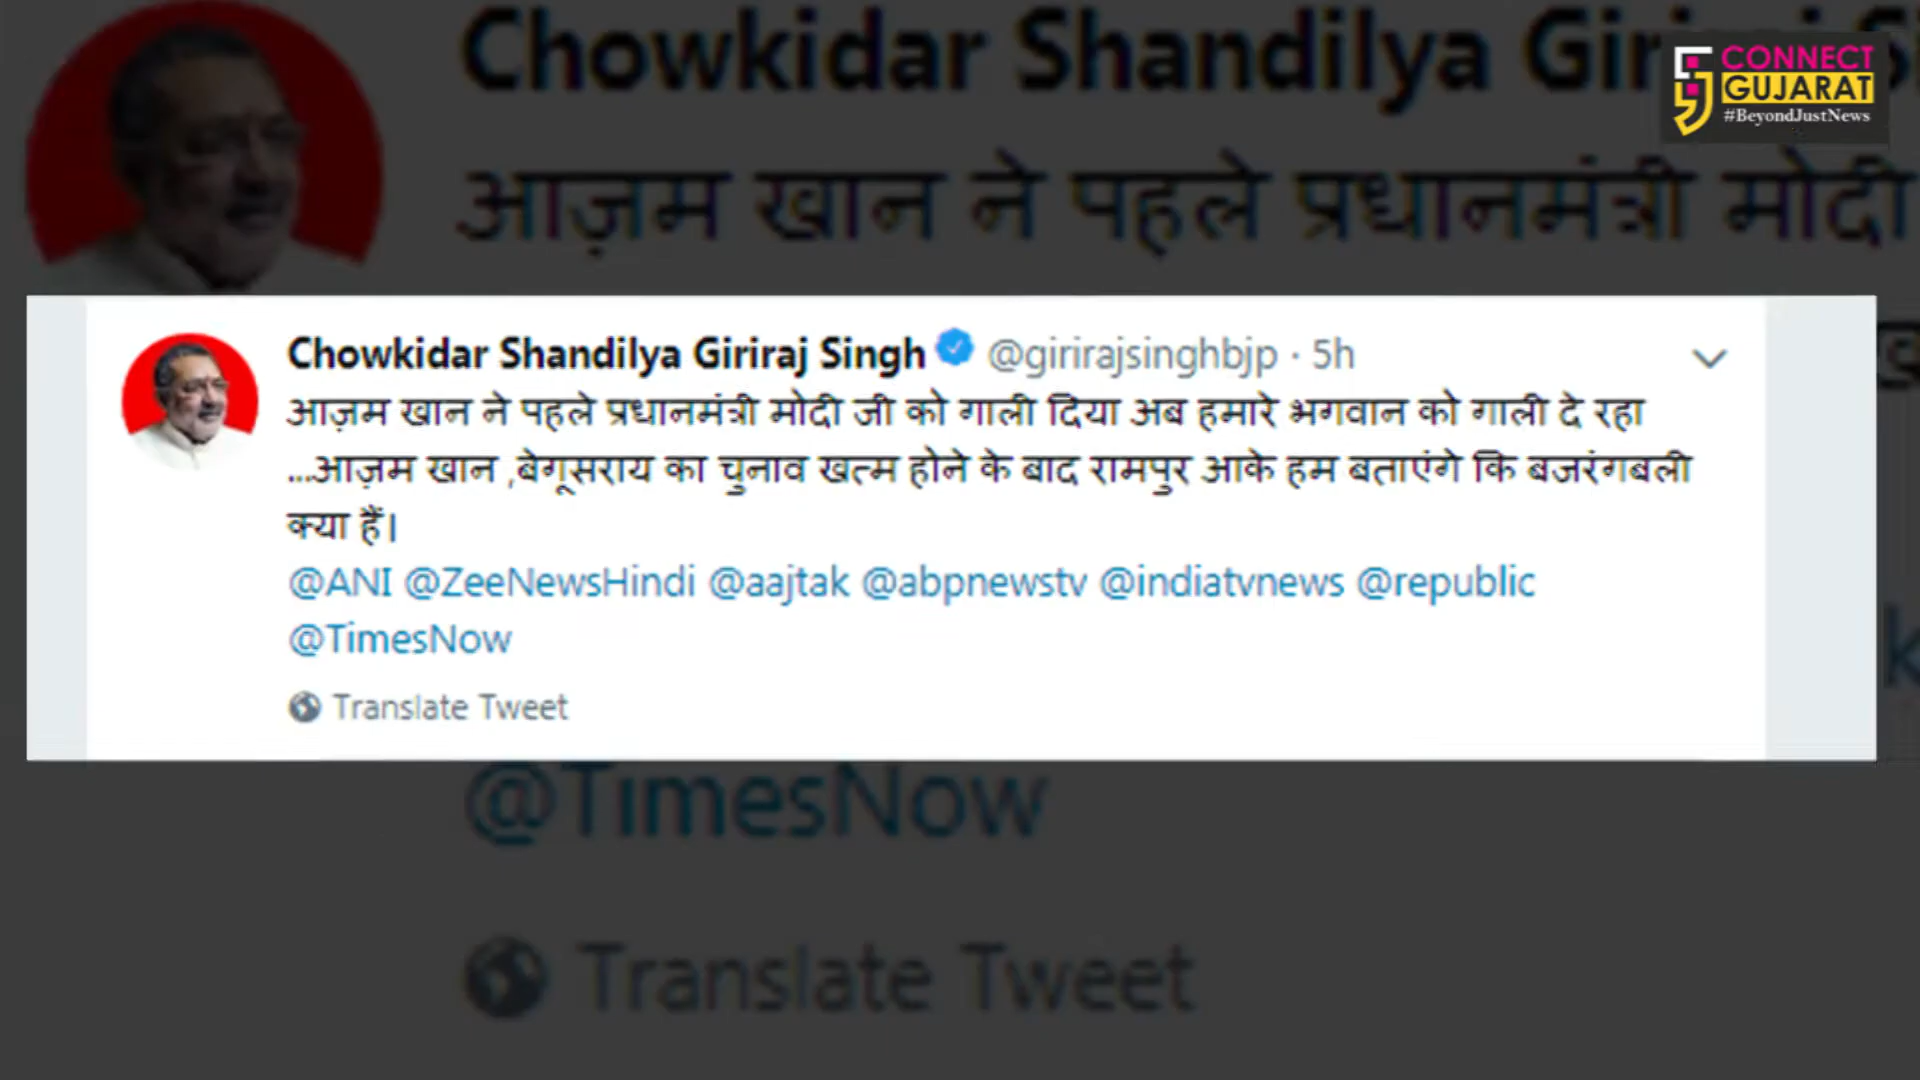 Chowkidar Shandilya Gir
CONNECT
GUJARAT
#BeyondJustNews
आज़म खान ने पहले प्रधानमंत्री मोदी
Chowkidar Shandilya Giriraj Singh @girirajsinghbjp · 5h
आज़म खान ने पहले प्रधानमंत्री मोदी जी को गाली दिया अब हमारे भगवान को गाली दे रहा
...आज़म खान ,बेगूसराय का चुनाव खत्म होने के बाद रामपुर आके हम बताएंगे कि बजरंगबली
क्या हैं।
@ANI @ZeeNewsHindi @aajtak @abpnewstv @indiatvnews @republic
@TimesNow
Translate Tweet
@TimesNow
Translate Tweet